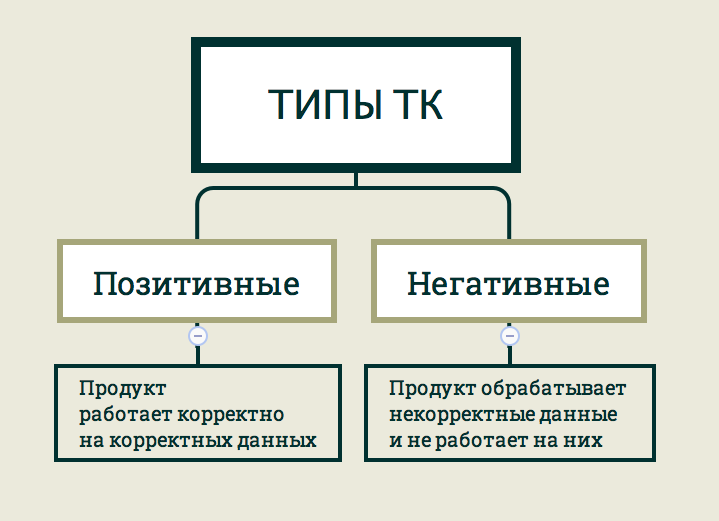 ТИПЫ ТК
Позитивные
Негативные
Продукт
работает корректно
на корректных данных
Продукт обрабатывает
некорректные данные
и не работает на них